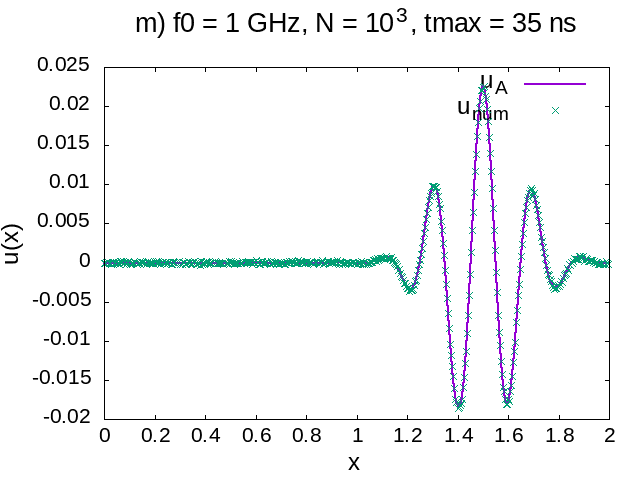 m) f0 = 1 GHz, N = 10³, tmax = 35 ns
0.025
u_A
0.02
u_num
0.015
0.01
0.005
0
-0.005
-0.01
-0.015
-0.02
u(x)
0 0.2 0.4 0.6 0.8 1 1.2 1.4 1.6 1.8 2
x